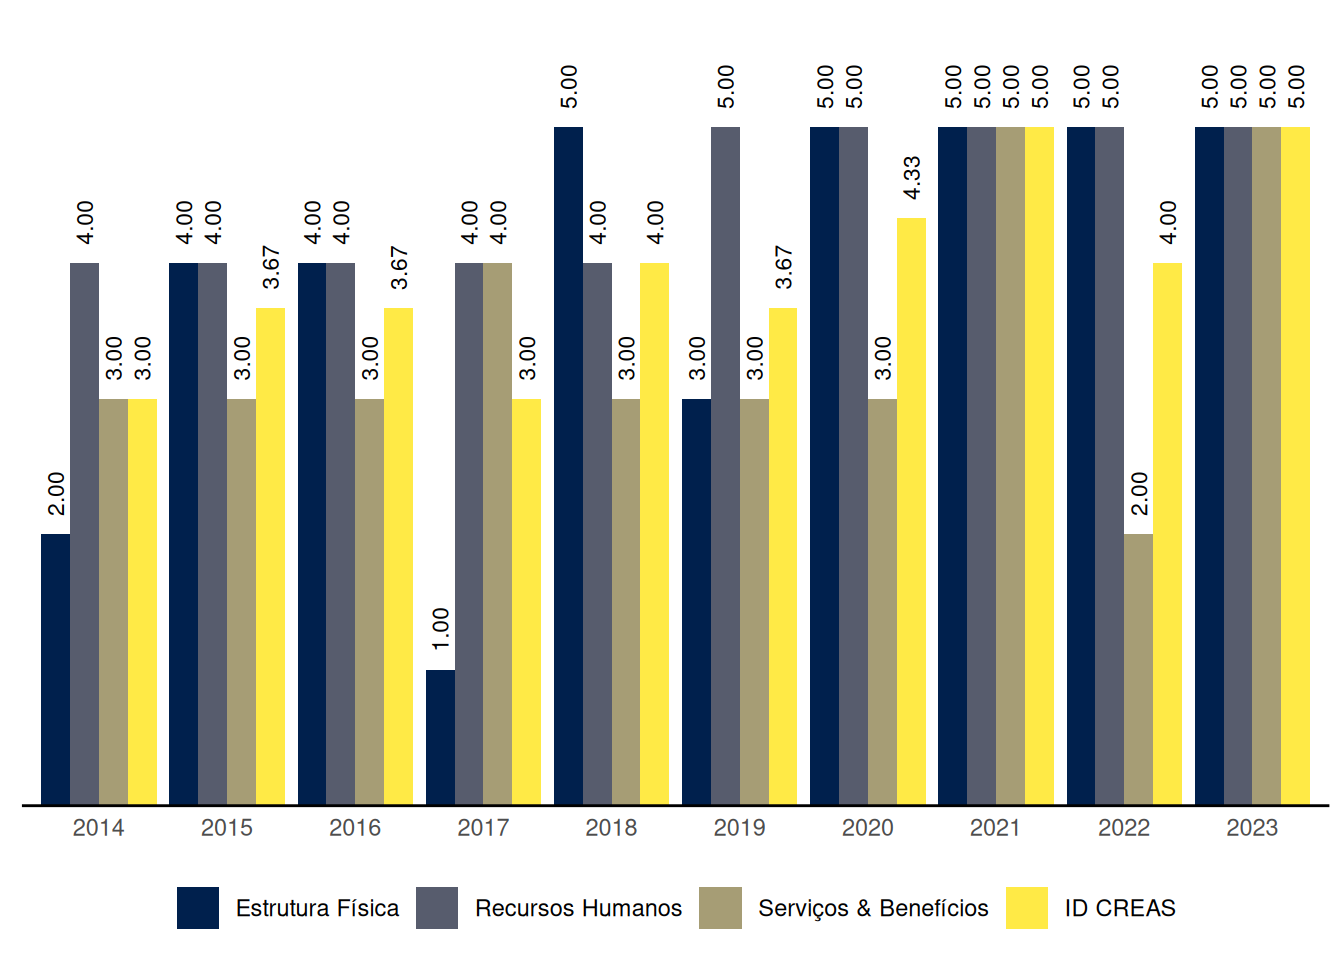 2.00 4.00 3.00 3.00 4.00 4.00 3.00 3.67 4.00 4.00 3.00 3.67 1.00 4.00 4.00 3.00 5.00 4.00 3.00 4.00 3.00 5.00 3.00 3.67 5.00 5.00 3.00 4.33 5.00 5.00 5.00 5.00 5.00 5.00 2.00 4.00 5.00 5.00 5.00 5.00
2014 2015 2016 2017 2018 2019 2020 2021 2022 2023
Estrutura Física Recursos Humanos Serviços & Benefícios ID CREAS